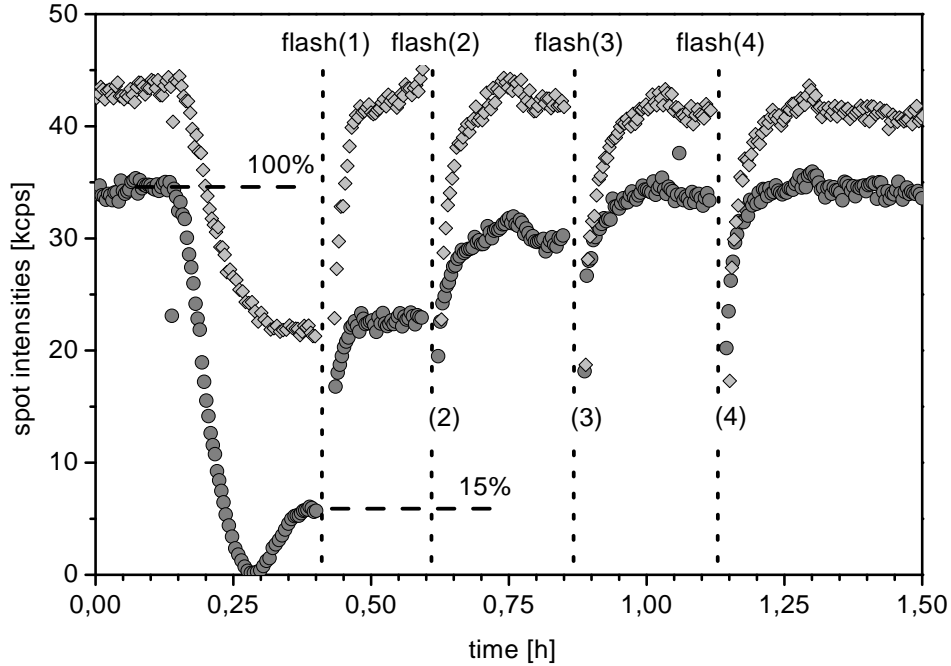 flash(1) flash(2) flash(3) flash(4)
50
40
30
20
10
0
spot intensities [kcps]
100%
15%
(2) (3) (4)
0,00 0,25 0,50 0,75 1,00 1,25 1,50
time [h]